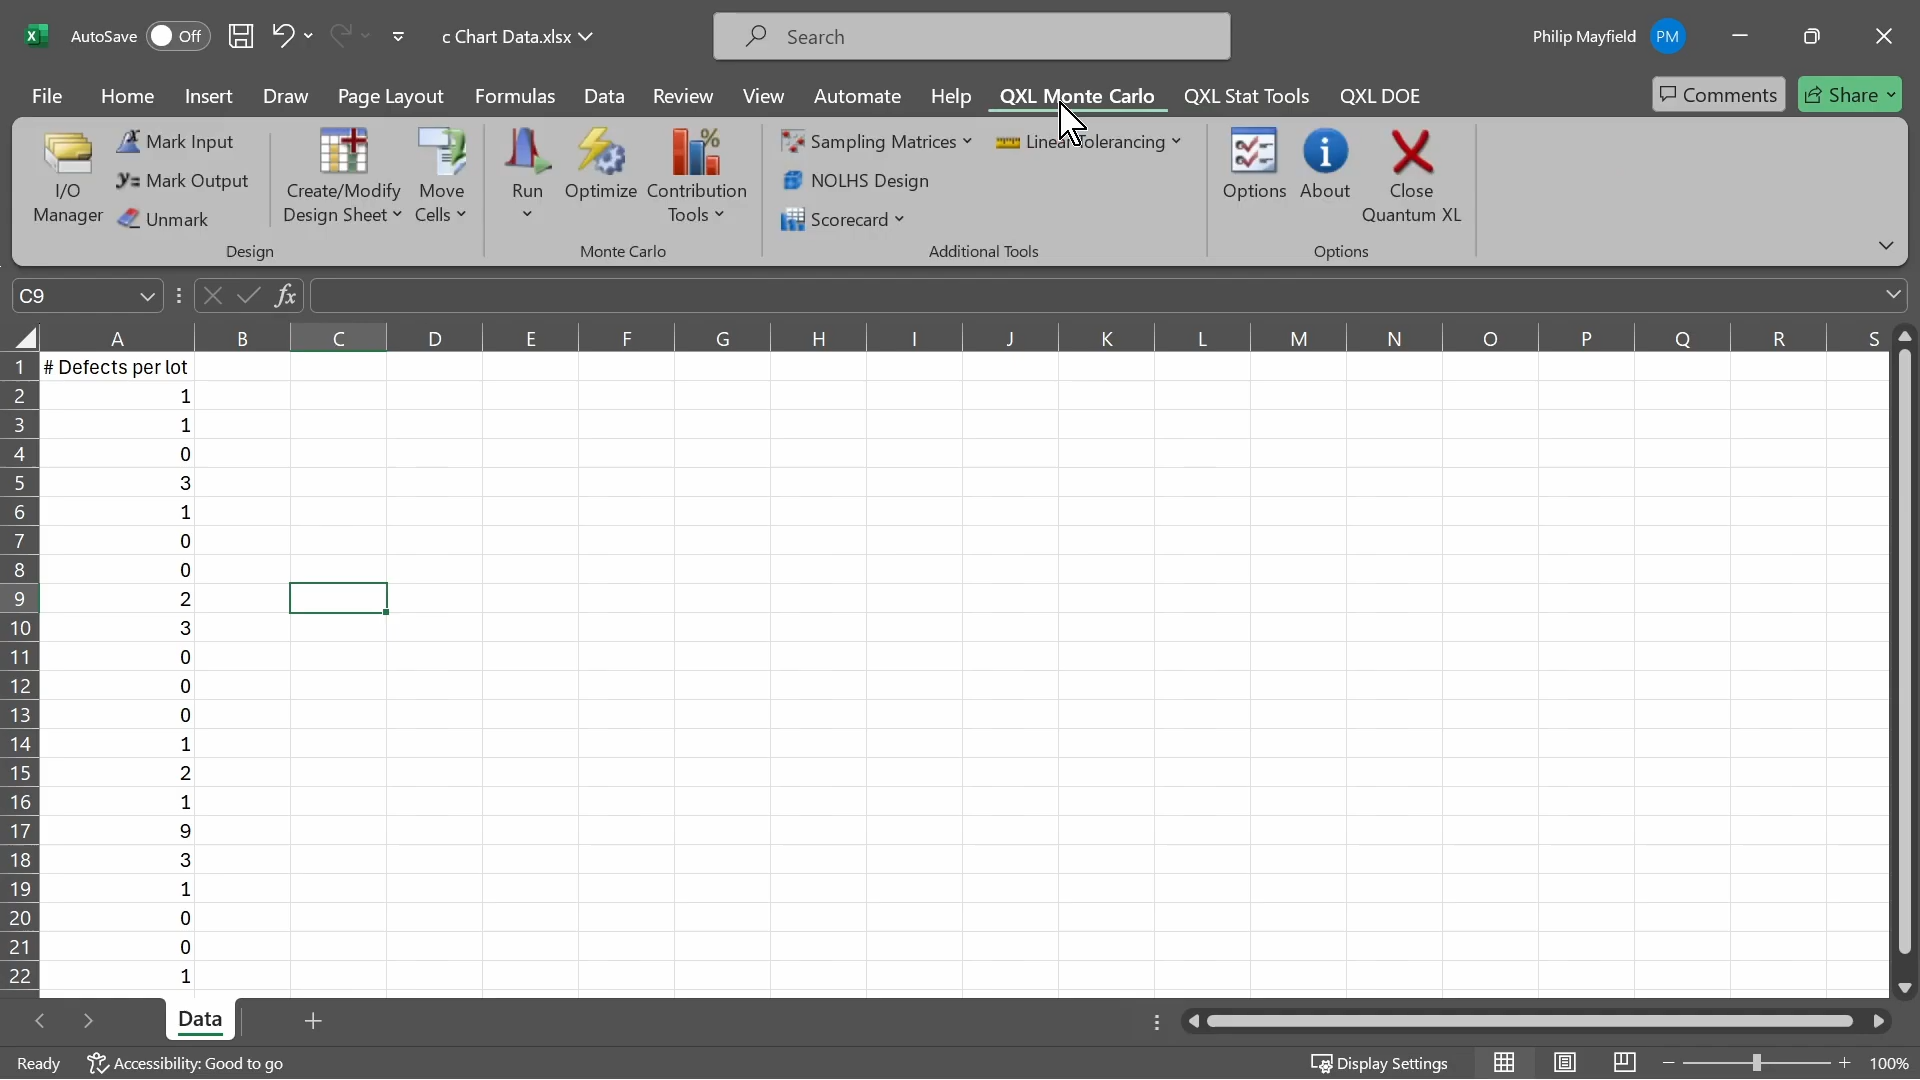 AutoSave Off c Chart Data.xlsx Search Philip Mayfield PM
File Home Insert Draw Page Layout Formulas Data Review View Automate Help QXL Monte Carlo QXL Stat Tools QXL DOE Comments Share
I/O Manager
Mark Input
Mark Output
Unmark
Create/Modify Design Sheet
Move Cells
Design
Run
Optimize
Contribution Tools
Monte Carlo
Sampling Matrices
NOLHS Design
Scorecard
Linear Tolerancing
Additional Tools
Options
About
Close Quantum XL
Options
C9 fx
A B C D E F G H I J K L M N O P Q R S
1 # Defects per lot
2 1
3 1
4 0
5 3
6 1
7 0
8 0
9 2
10 3
11 0
12 0
13 0
14 1
15 2
16 1
17 9
18 3
19 1
20 0
21 0
22 1
Data
Ready Accessibility: Good to go Display Settings 100%